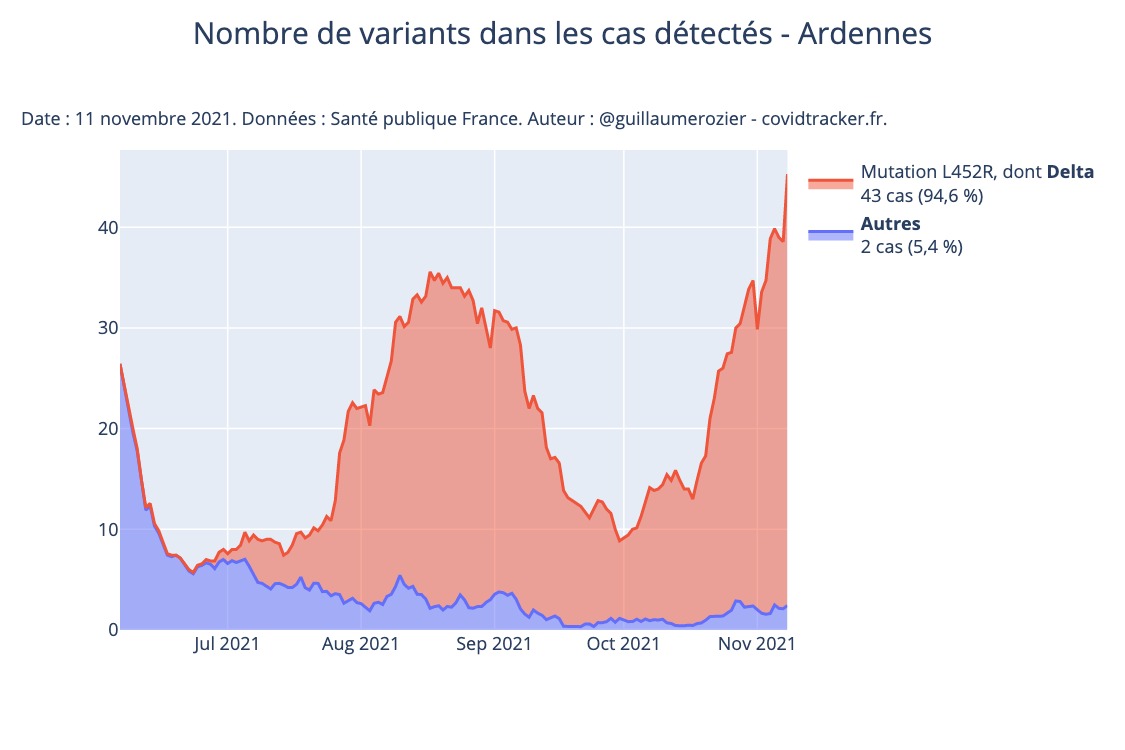 Nombre de variants dans les cas détectés - Ardennes
Date : 11 novembre 2021. Données : Santé publique France. Auteur : @guillaumerozier - covidtracker.fr.
Mutation L452R, dont Delta
43 cas (94,6 %)
Autres
2 cas (5,4 %)
40
30
20
10
0
Jul 2021
Aug 2021
Sep 2021
Oct 2021
Nov 2021